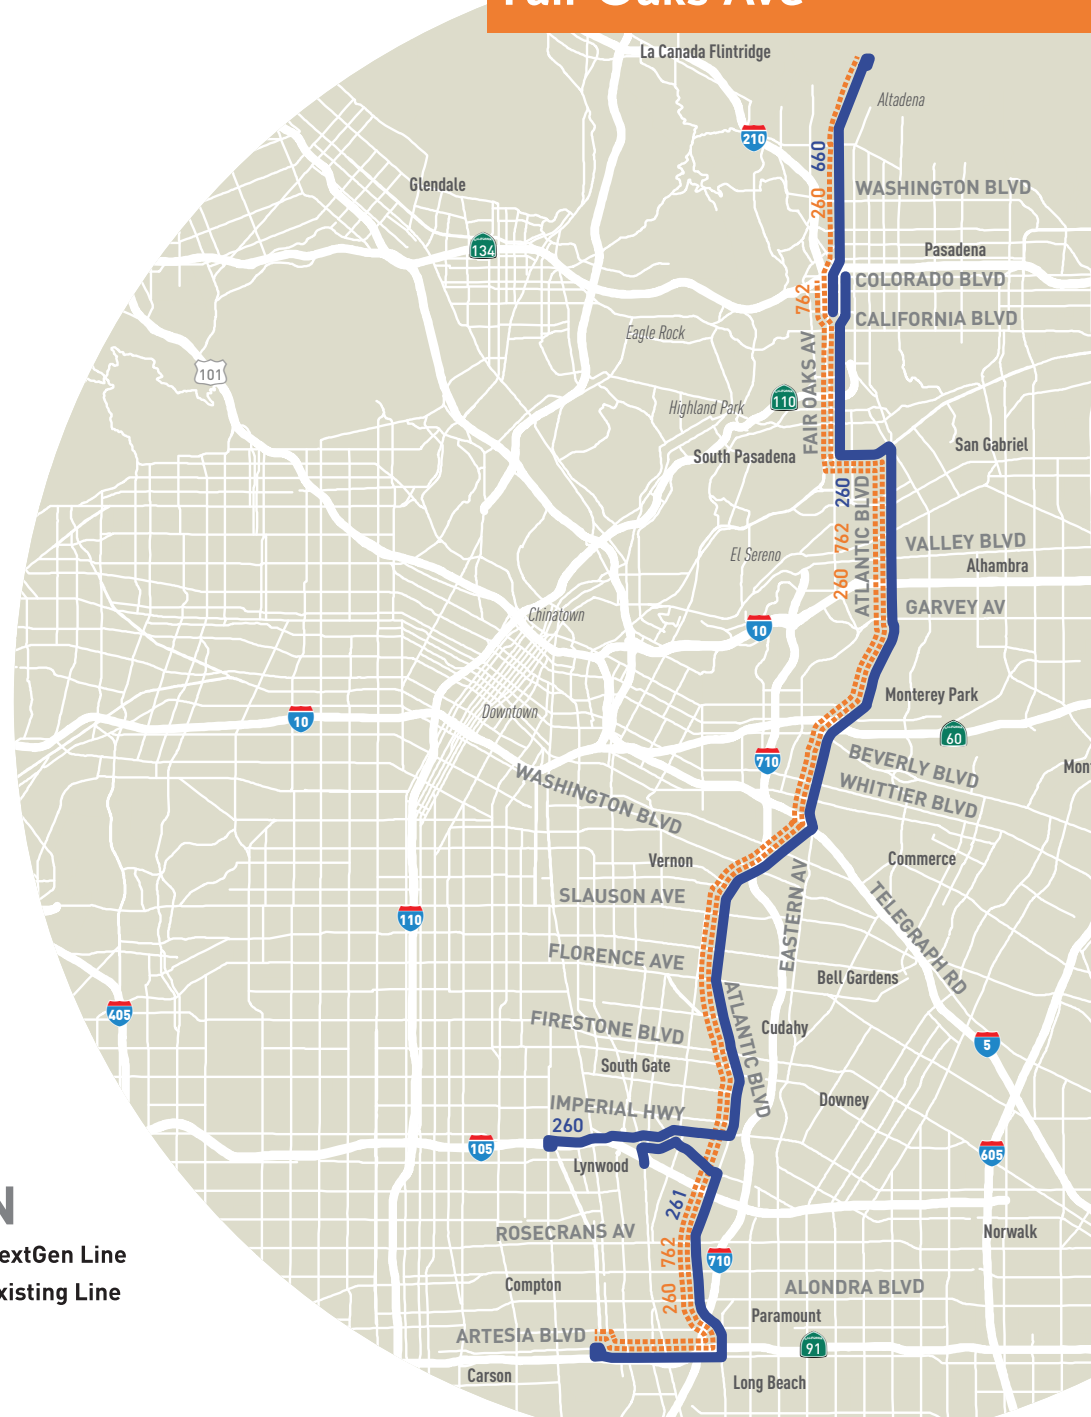 Fair Oaks Ave
La Canada Flintridge
Altadena
210
660
260
WASHINGTON BLVD
Glendale
134
Pasadena
COLORADO BLVD
762
CALIFORNIA BLVD
Eagle Rock
FAIR OAKS AV
101
Highland Park
110
South Pasadena
San Gabriel
260
260 762
ATLANTIC BLVD
VALLEY BLVD
El Sereno
Alhambra
GARVEY AV
Chinatown
10
Monterey Park
Downtown
10
60
710
BEVERLY BLVD
Mon
WHITTIER BLVD
WASHINGTON BLVD
Vernon
Commerce
SLAUSON AVE
EASTERN AV
TELEGRAPH RD
110
FLORENCE AVE
Bell Gardens
405
ATLANTIC BLVD
FIRESTONE BLVD
Cudahy
5
South Gate
Downey
IMPERIAL HWY
260
105
605
Lynwood
261
N
ROSECRANS AV
Norwalk
extGen Line
260 762
710
Compton
ALONDRA BLVD
xisting Line
Paramount
ARTESIA BLVD
91
Carson
Long Beach